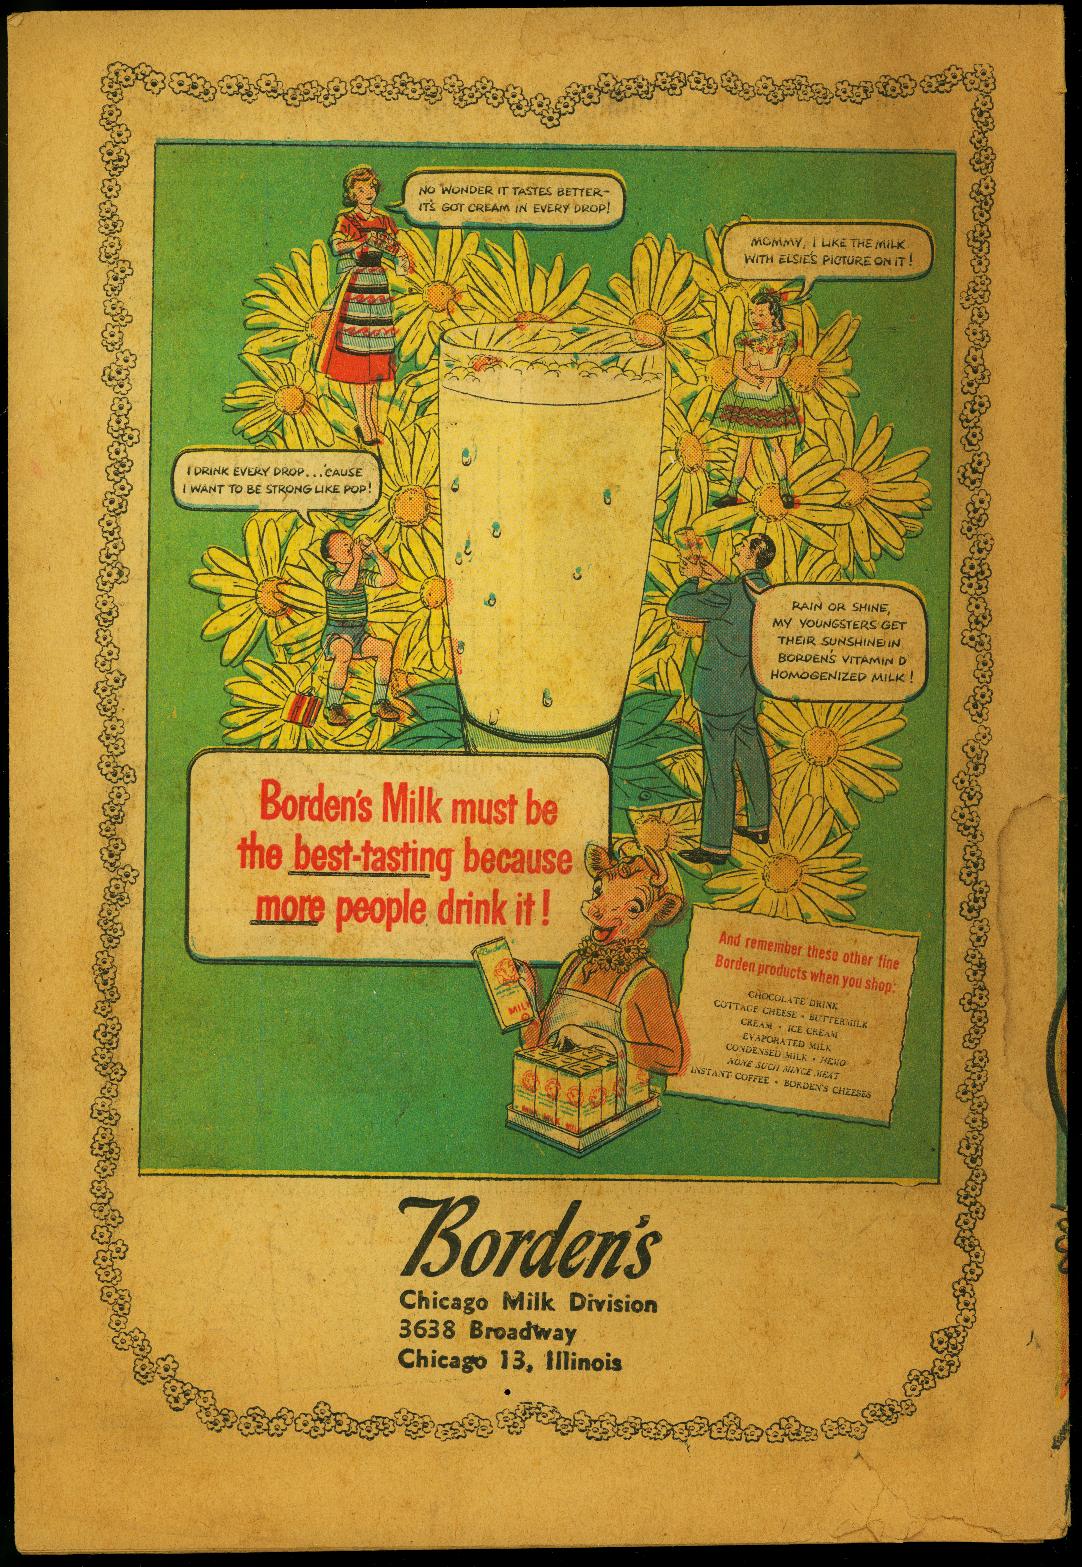 NO WONDER IT TASTES BETTER-
IT'S GOT CREAM IN EVERY DROP!
MOMMY, I LIKE THE MILK
WITH ELSIE'S PICTURE ON IT!
I DRINK EVERY DROP...'CAUSE
I WANT TO BE STRONG LIKE POP!
RAIN OR SHINE,
MY YOUNGSTERS GET
THEIR SUNSHINE IN
BORDEN'S VITAMIN D
HOMOGENIZED MILK!
Borden's Milk must be
the best-tasting because
more people drink it!
Borden's
MILK
And remember these other fine
Borden products when you shop:
CHOCOLATE DRINK
COTTAGE CHEESE • BUTTERMILK
CREAM • ICE CREAM
EVAPORATED MILK
CONDENSED MILK • HEMO
NONE SUCH MINCE MEAT
INSTANT COFFEE • BORDEN'S CHEESES
Borden's
Chicago Milk Division
3638 Broadway
Chicago 13, Illinois